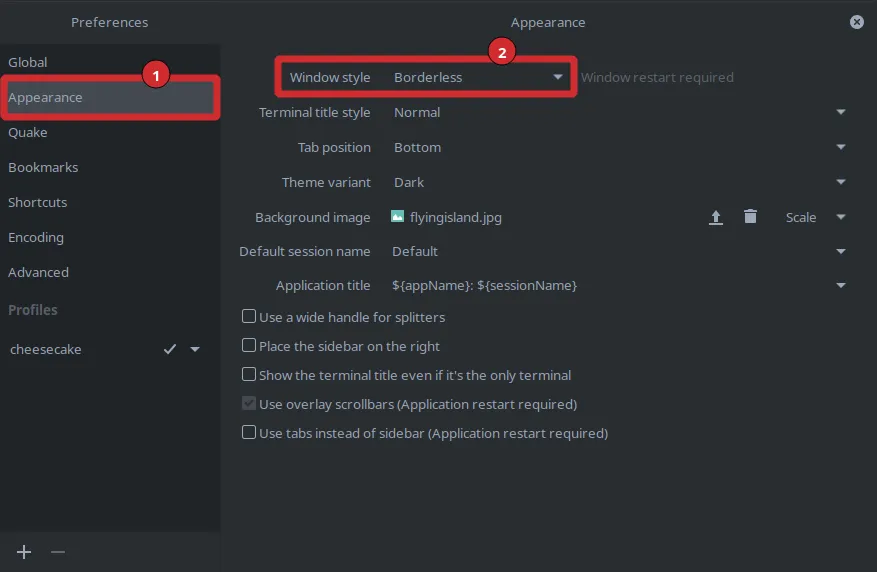 Preferences
Appearance
Global
1
Appearance
Quake
Bookmarks
Shortcuts
Encoding
Advanced
Profiles
cheesecake
2
Window style Borderless Window restart required
Terminal title style Normal
Tab position Bottom
Theme variant Dark
Background image flyingisland.jpg Scale
Default session name Default
Application title ${appName}: ${sessionName}
Use a wide handle for splitters
Place the sidebar on the right
Show the terminal title even if it's the only terminal
Use overlay scrollbars (Application restart required)
Use tabs instead of sidebar (Application restart required)